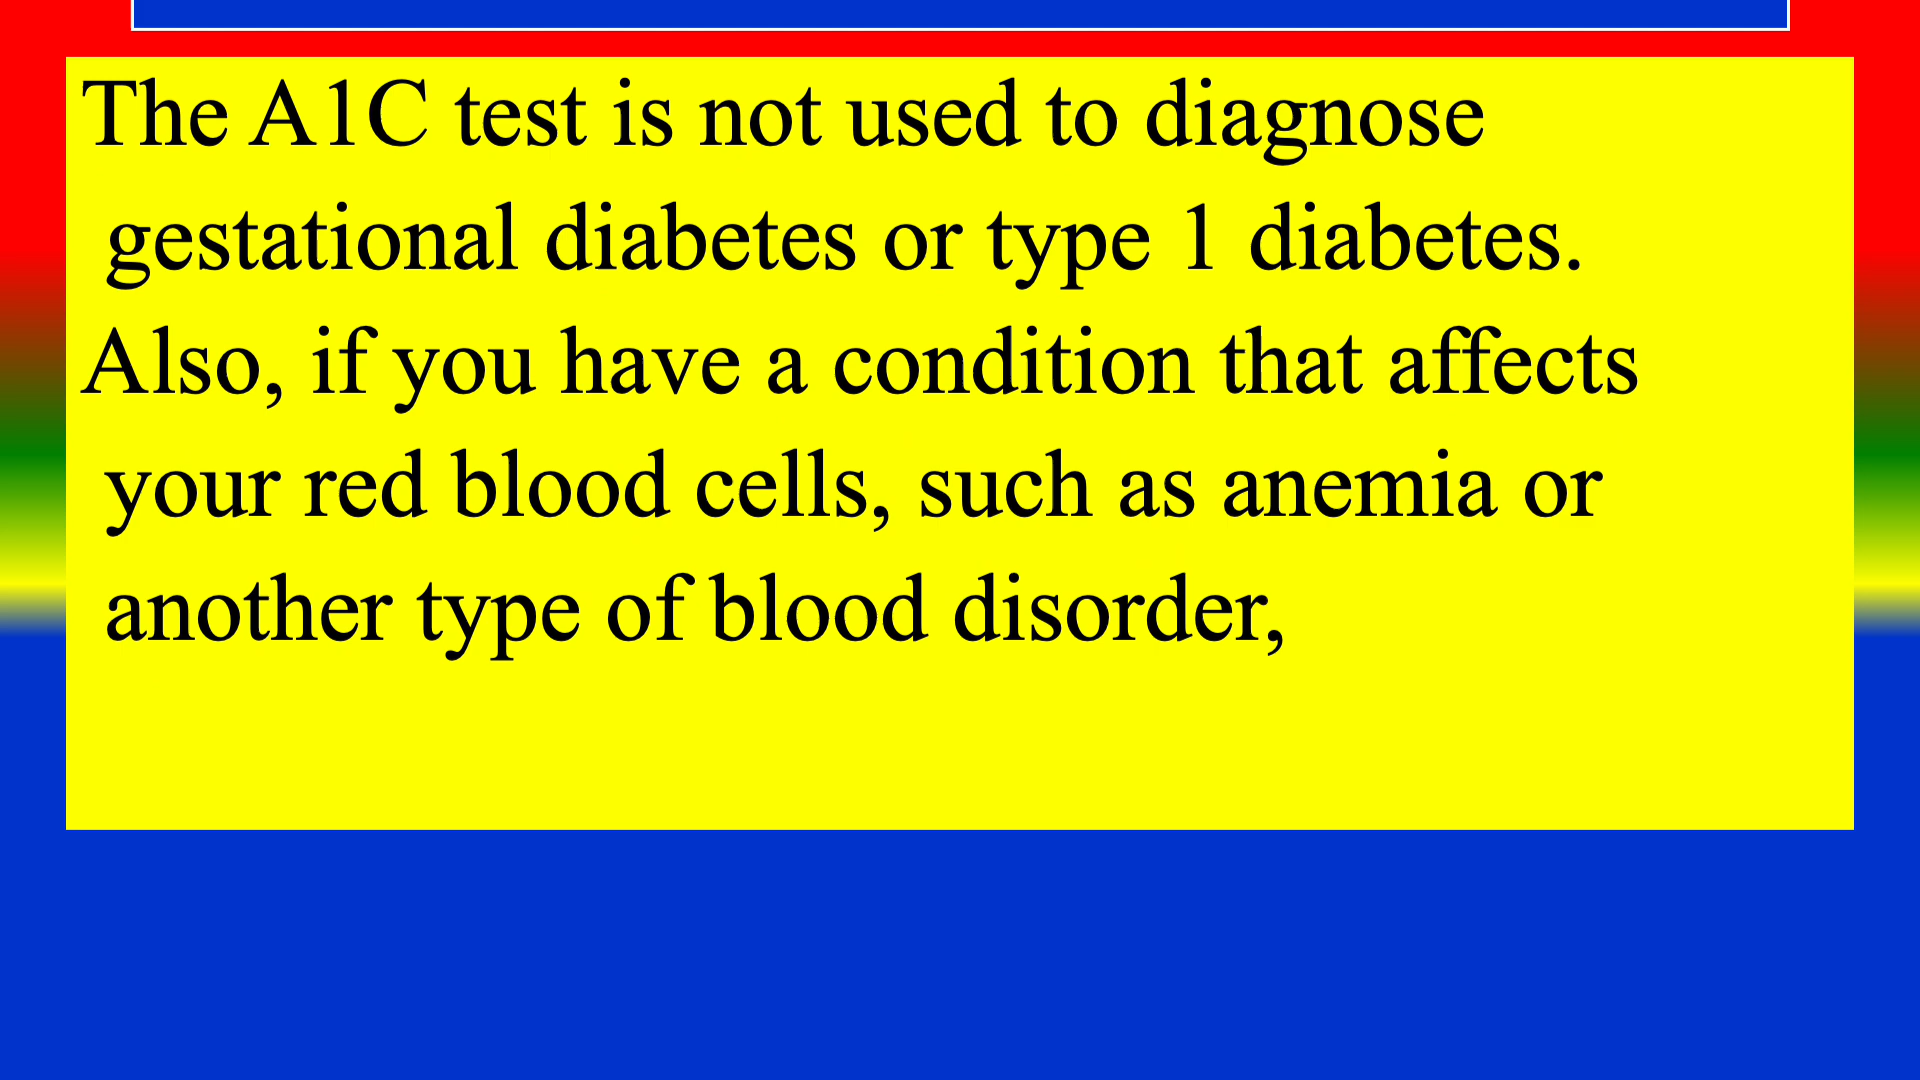 The A1C test is not used to diagnose
gestational diabetes or type 1 diabetes.
Also, if you have a condition that affects
your red blood cells, such as anemia or
another type of blood disorder,